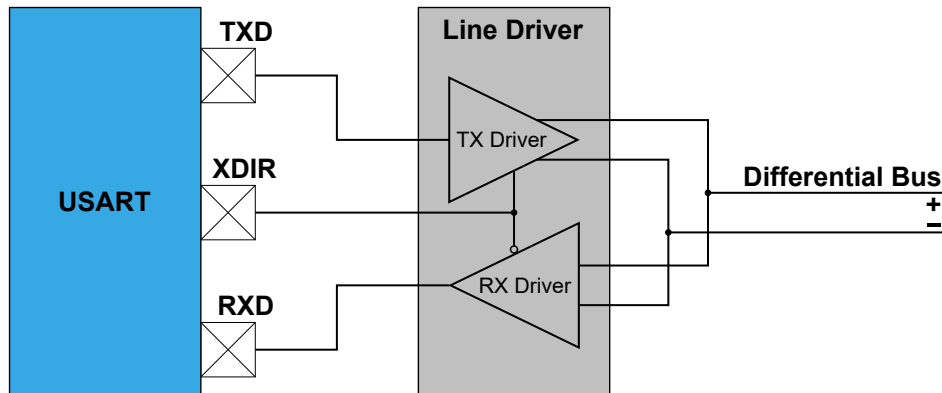 TXD
Line Driver
TX Driver
XDIR
Differential Bus
USART
+
−
RX Driver
RXD